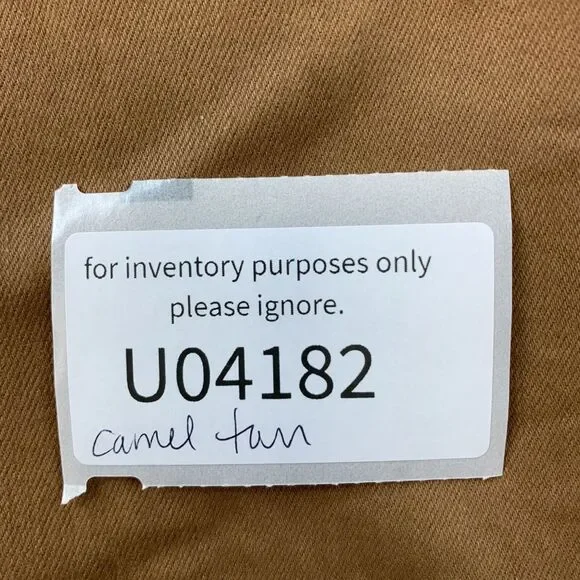 for inventory purposes only
please ignore.
U04182
camel tan